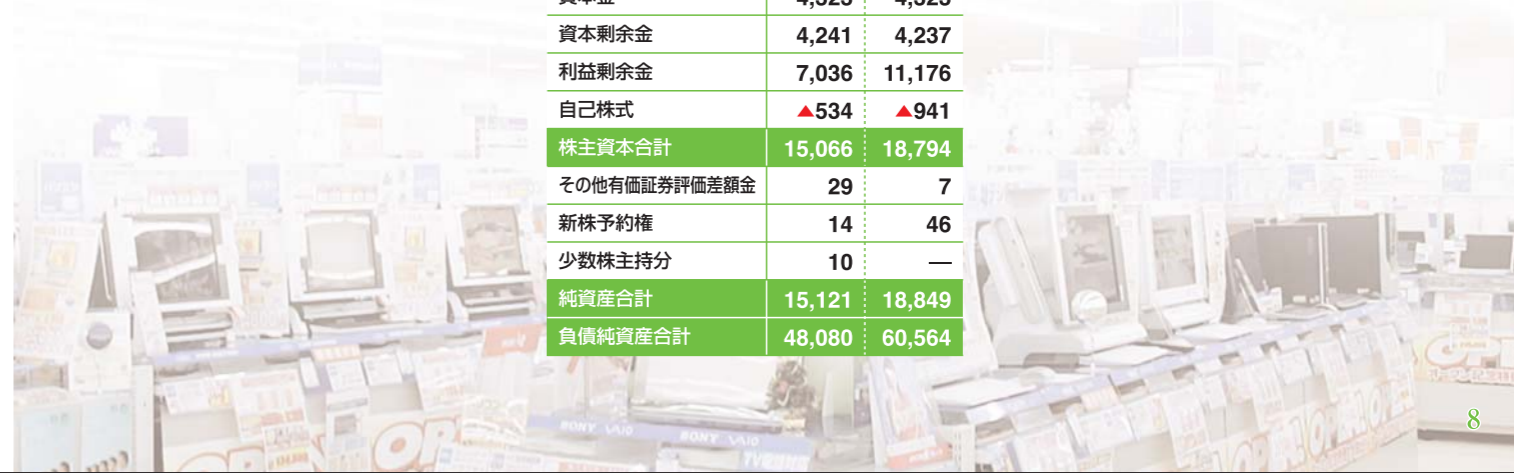 資本剰余金 4,241 4,237
利益剰余金 7,036 11,176
自己株式 ▲534 ▲941
株主資本合計 15,066 18,794
その他有価証券評価差額金 29 7
新株予約権 14 46
少数株主持分 10 —
純資産合計 15,121 18,849
負債純資産合計 48,080 60,564
SONY VAIO SONY VAIO
8